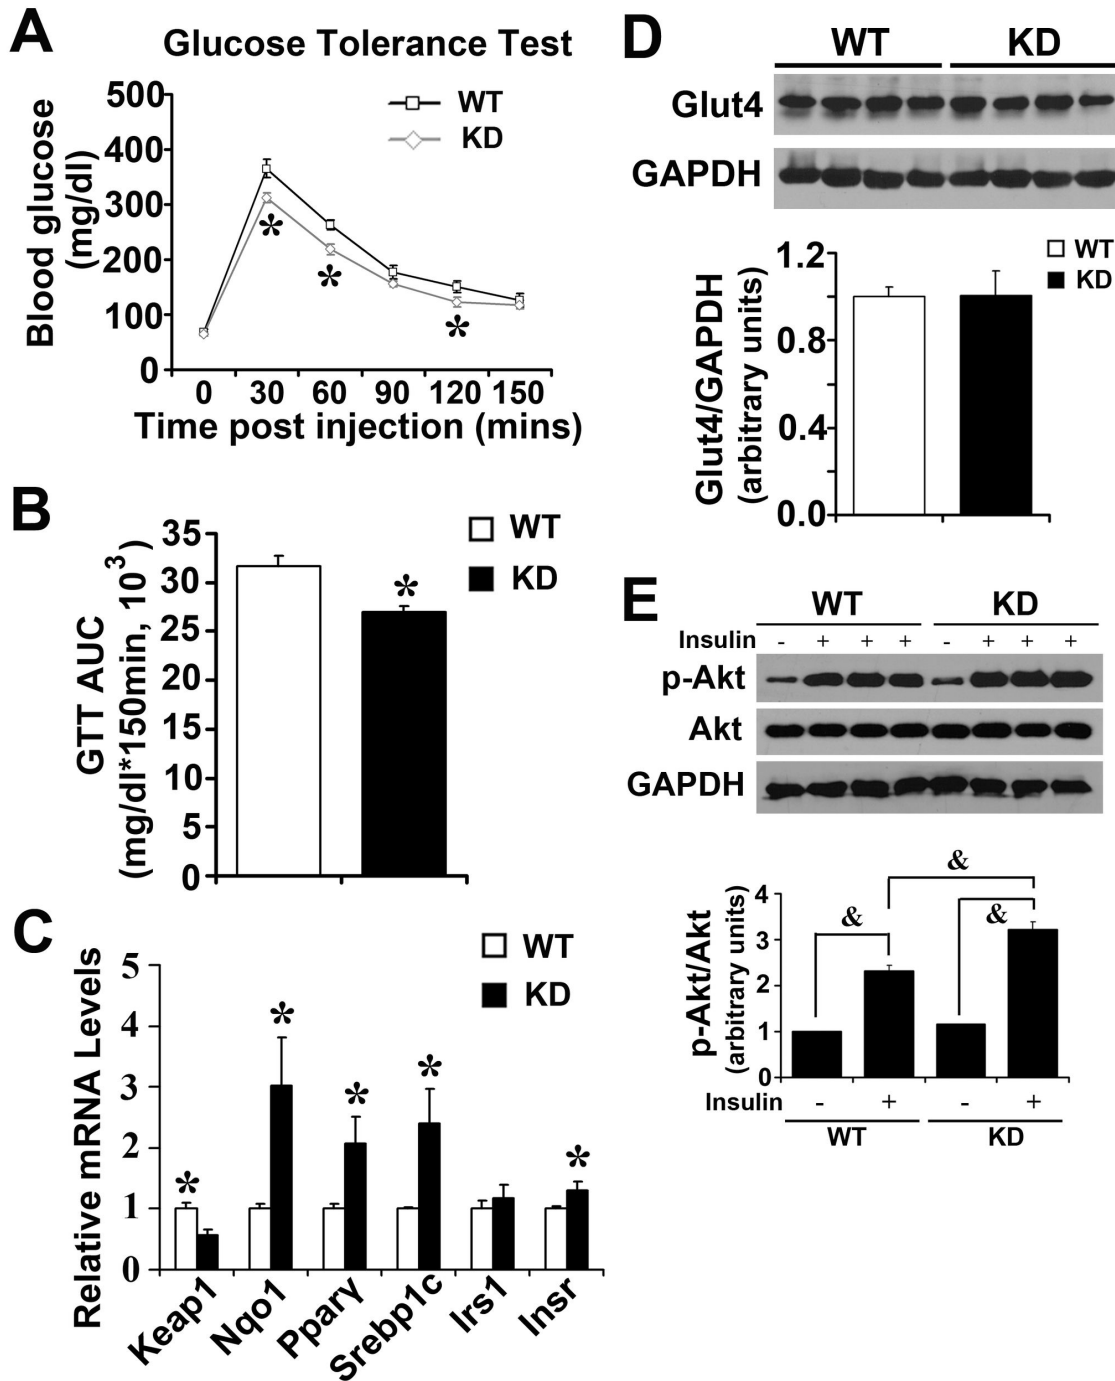 A
Glucose Tolerance Test
Blood glucose
(mg/dl)
500
400
300
200
100
0
WT
KD
*
*
*
0 30 60 90 120 150
Time post injection (mins)
B
GTT AUC
(mg/dl*150min, 10³)
35
30
25
20
15
10
5
0
WT
KD
*
C
Relative mRNA Levels
5
4
3
2
1
0
WT
KD
*
*
*
*
*
Keap1
Nqo1
Pparγ
Srebp1c
Irs1
Insr
D
WT KD
Glut4
GAPDH
Glut4/GAPDH
(arbitrary units)
1.2
0.8
0.4
0.0
WT
KD
E
WT KD
Insulin - + + + - + + +
p-Akt
Akt
GAPDH
p-Akt/Akt
(arbitrary units)
4
3
2
1
0
&
&
&
Insulin - + - +
WT KD